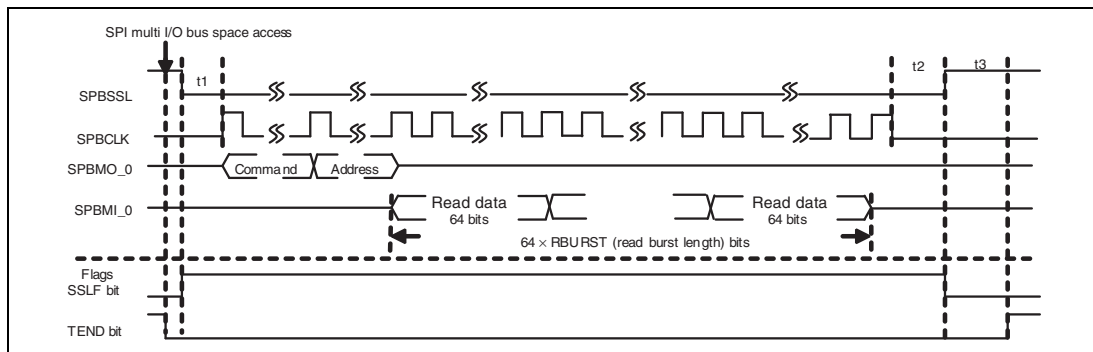 SPI multi I/O bus space access
t1
t2
t3
SPBSSL
SPBCLK
SPBMO_0
Command
Address
SPBMI_0
Read data
64 bits
Read data
64 bits
64 × RBURST (read burst length) bits
Flags
SSLF bit
TEND bit